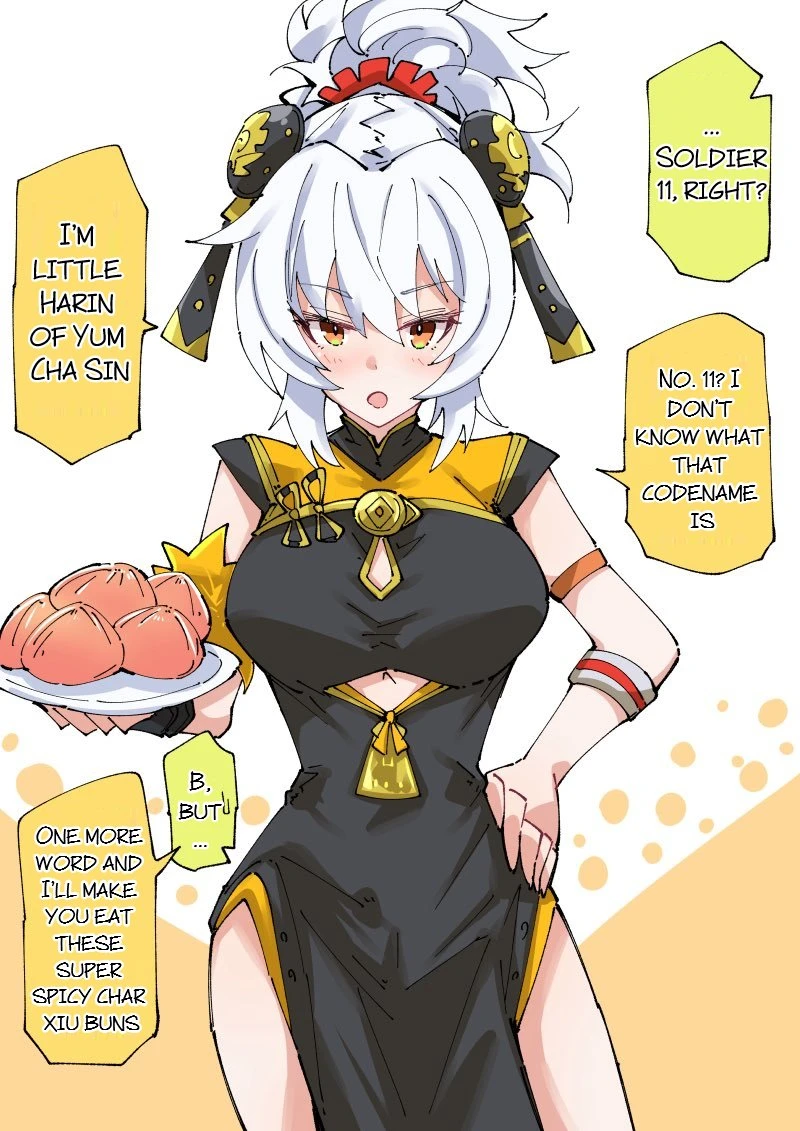 ...
SOLDIER
11, RIGHT?
I'M
LITTLE
HARIN
OF YUM
CHA SIN
NO. 11? I
DON'T
KNOW WHAT
THAT
CODENAME
IS
B,
BUT
...
ONE MORE
WORD AND
I'LL MAKE
YOU EAT
THESE
SUPER
SPICY CHAR
XIU BUNS